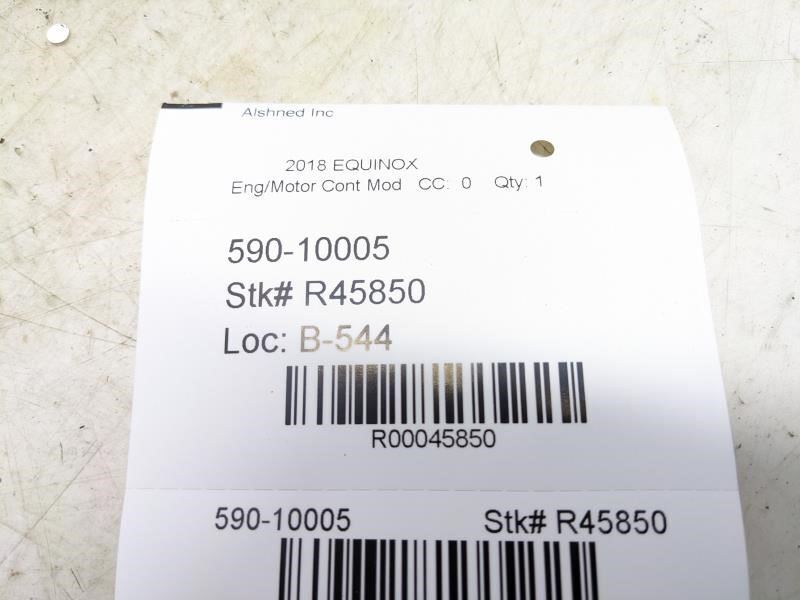 Alshned Inc
2018 EQUINOX
Eng/Motor Cont Mod CC: 0 Qty: 1
590-10005
Stk# R45850
Loc: B-544
R00045850
590-10005 Stk# R45850